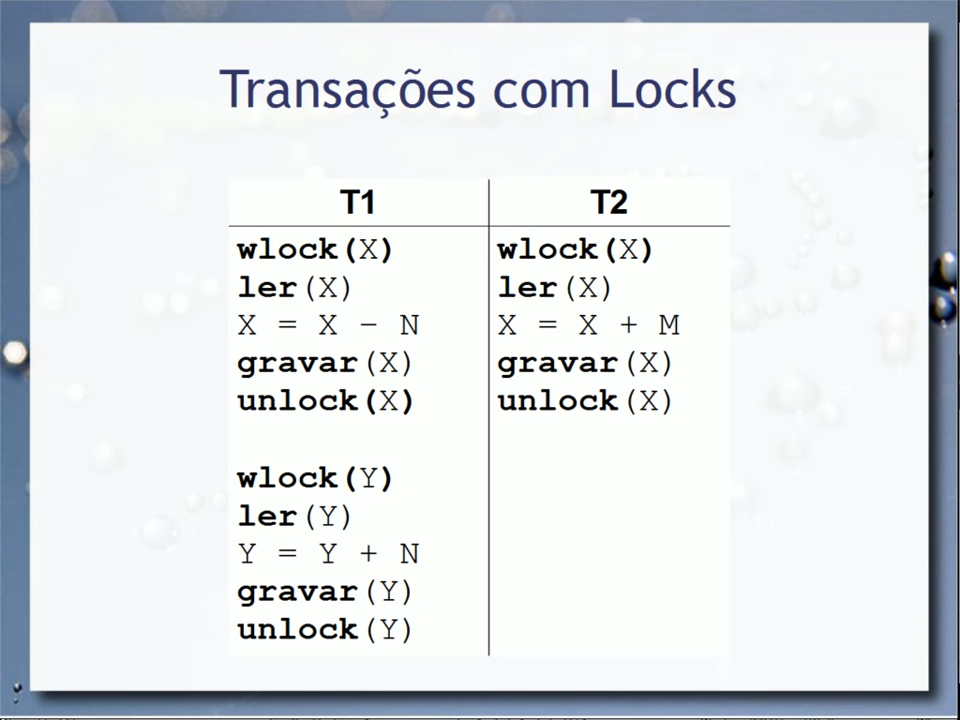 Transações com Locks
T1
wlock(X)
ler(X)
X = X – N
gravar(X)
unlock(X)
wlock(Y)
ler(Y)
Y = Y + N
gravar(Y)
unlock(Y)
T2
wlock(X)
ler(X)
X = X + M
gravar(X)
unlock(X)